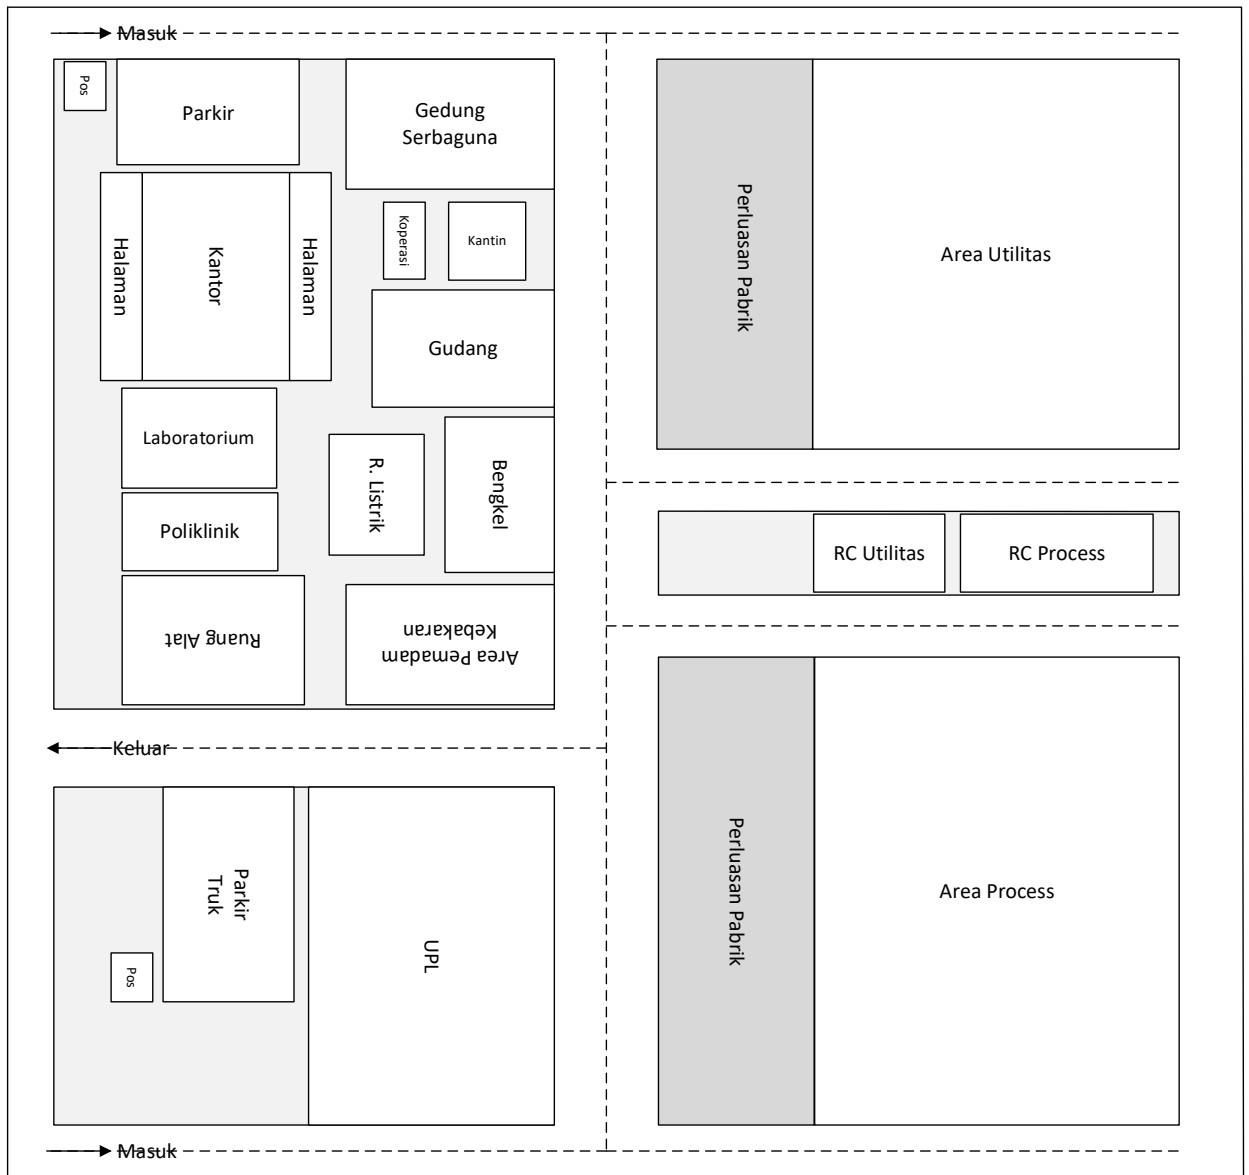 Masuk
Pos
Parkir
Gedung
Serbaguna
Halaman
Kantor
Halaman
Koperasi
Kantin
Gudang
Laboratorium
R. Listrik
Bengkel
Poliklinik
Ruang Alat
Area Pemadam
Kebakaran
Perluasan Pabrik
Area Utilitas
RC Utilitas
RC Process
Keluar
Parkir
Truk
Pos
UPL
Perluasan Pabrik
Area Process
Masuk